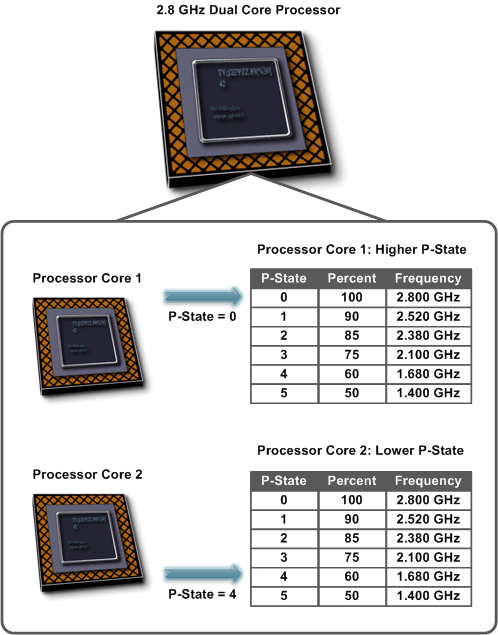 2.8 GHz Dual Core Processor
Processor Core 1: Higher P-State
Processor Core 1
P-State = 0
P-State Percent Frequency
0 100 2.800 GHz
1 90 2.520 GHz
2 85 2.380 GHz
3 75 2.100 GHz
4 60 1.680 GHz
5 50 1.400 GHz
Processor Core 2: Lower P-State
Processor Core 2
P-State = 4
P-State Percent Frequency
0 100 2.800 GHz
1 90 2.520 GHz
2 85 2.380 GHz
3 75 2.100 GHz
4 60 1.680 GHz
5 50 1.400 GHz